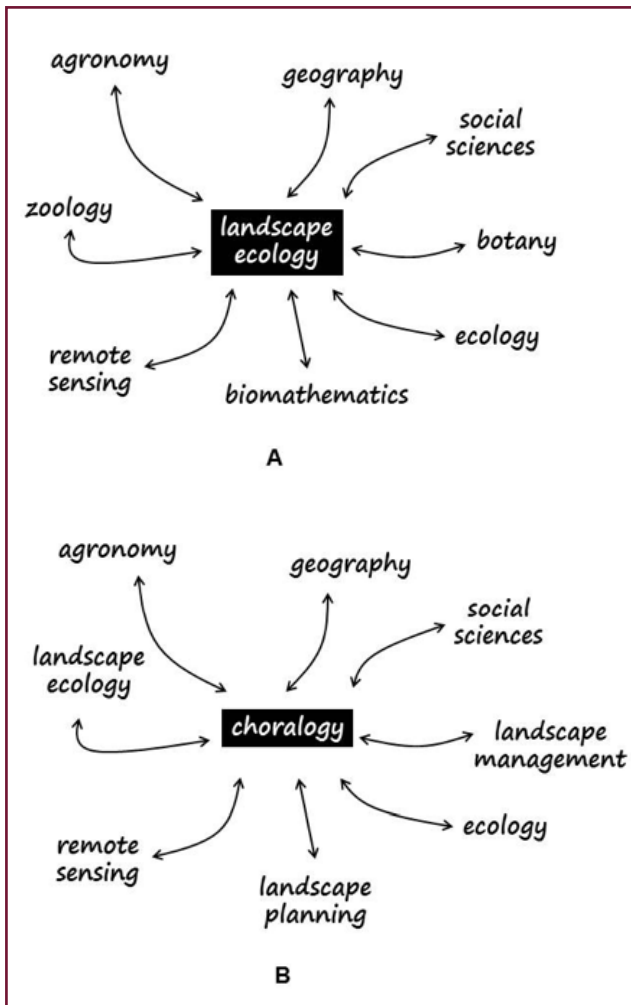 agronomy
geography
social
sciences
zoology
landscape
ecology
botany
ecology
remote
sensing
biomathematics
A
agronomy
geography
social
sciences
landscape
ecology
choralogy
landscape
management
ecology
remote
sensing
landscape
planning
B